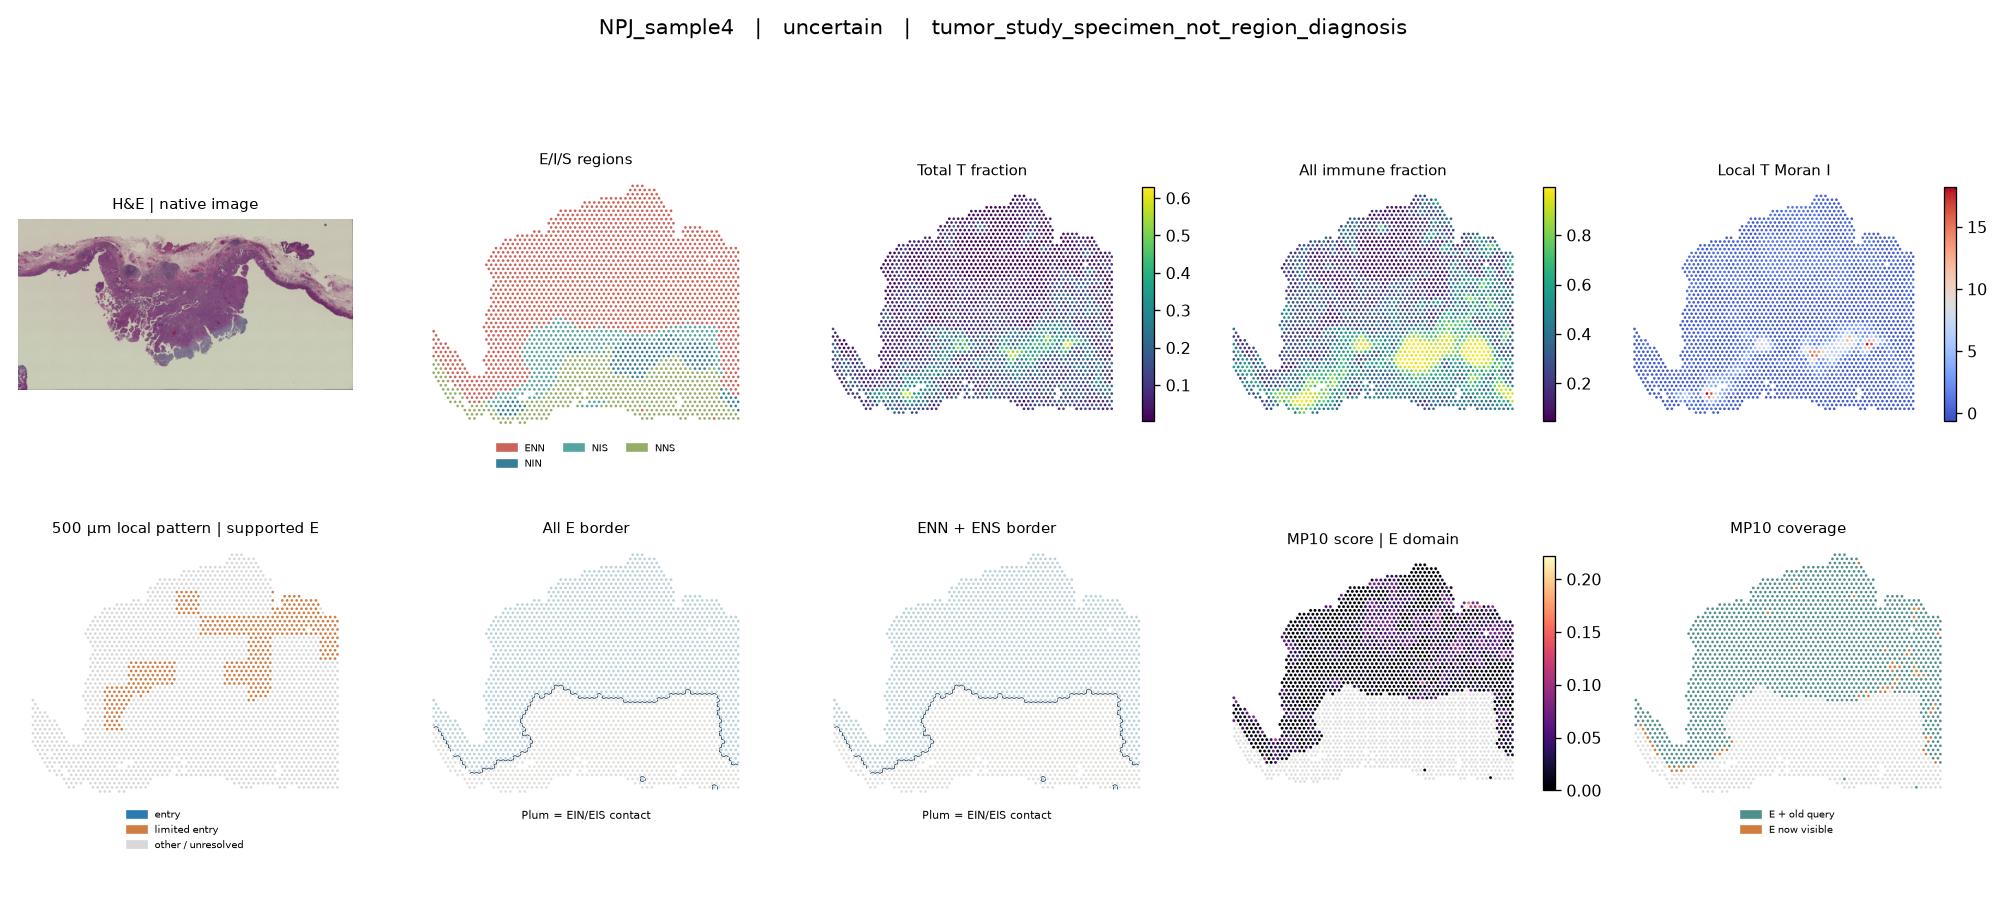 NPJ_sample4 | uncertain | tumor_study_specimen_not_region_diagnosis
H&E | native image
E/I/S regions
ENN
NIS
NNS
NIN
Total T fraction
0.6
0.5
0.4
0.3
0.2
0.1
All immune fraction
0.8
0.6
0.4
0.2
Local T Moran I
15
10
5
0
500 µm local pattern | supported E
entry
limited entry
other / unresolved
All E border
Plum = EIN/EIS contact
ENN + ENS border
Plum = EIN/EIS contact
MP10 score | E domain
0.20
0.15
0.10
0.05
0.00
MP10 coverage
E + old query
E now visible